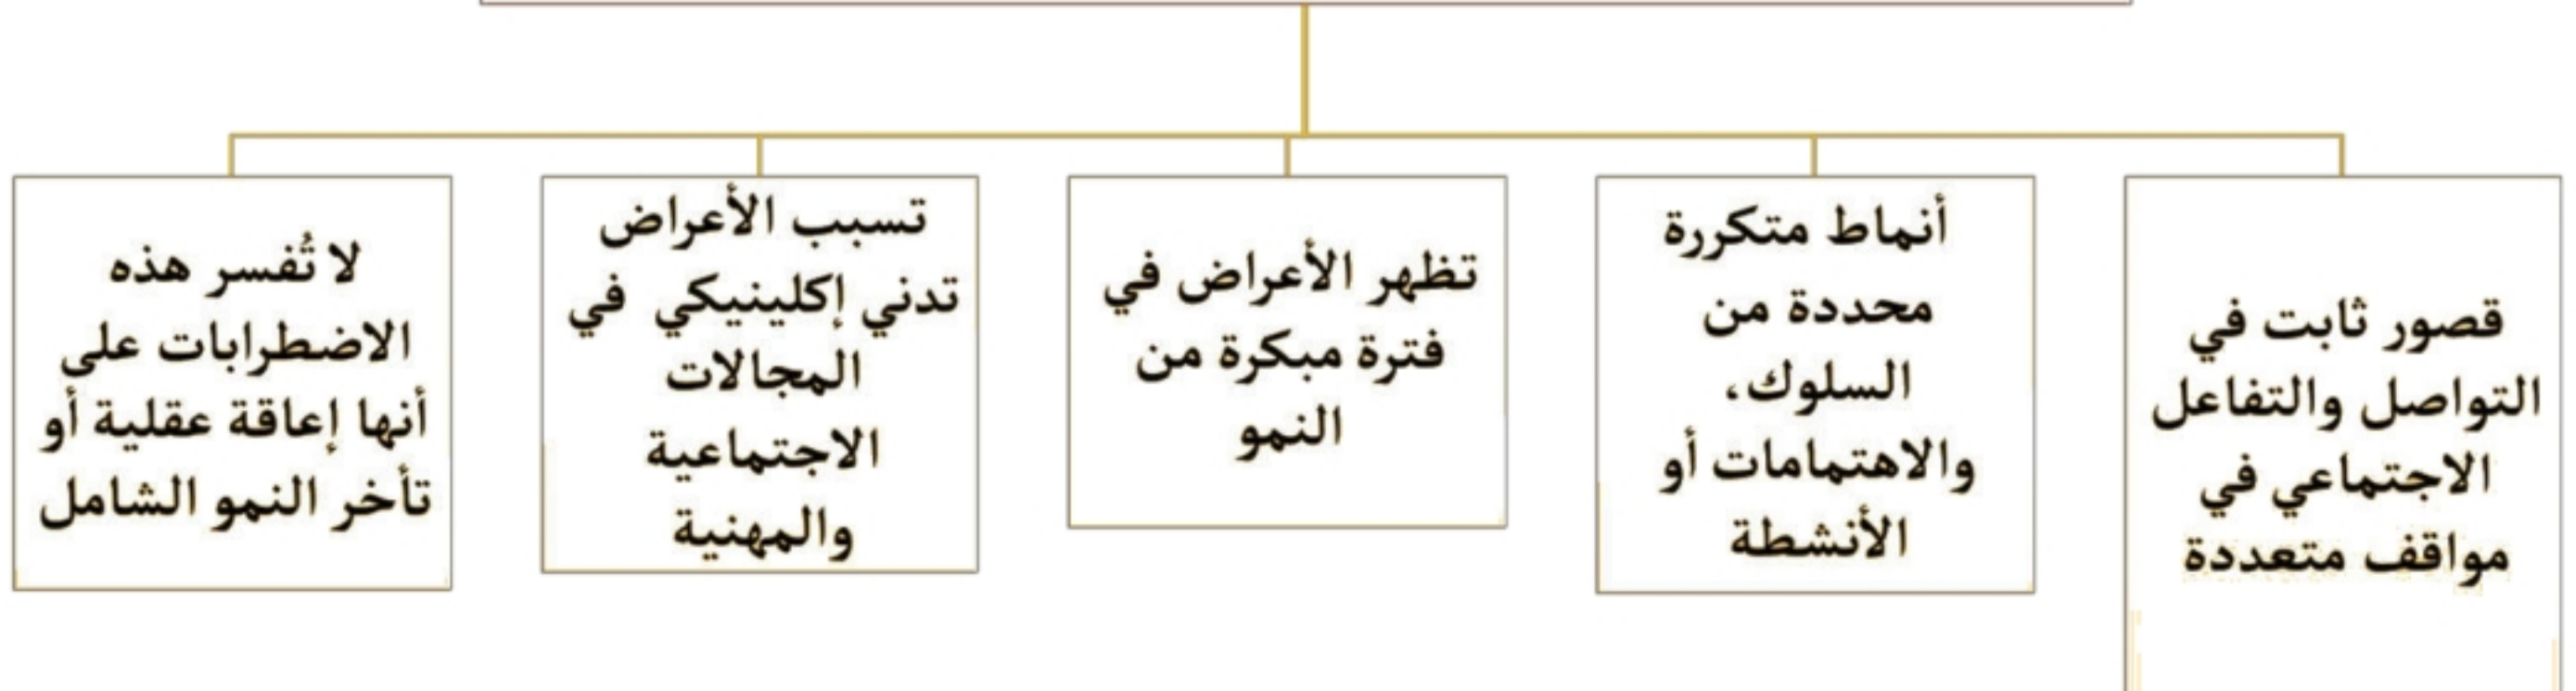 قصور ثابت في
التواصل والتفاعل
الاجتماعي في
مواقف متعددة
أنماط متكررة
محددة من
السلوك،
والاهتمامات أو
الأنشطة
تظهر الأعراض في
فترة مبكرة من
النمو
تسبب الأعراض
تدني إكلينيكي في
المجالات
الاجتماعية
والمهنية
لا تُفسر هذه
الاضطرابات على
أنها إعاقة عقلية أو
تأخر النمو الشامل